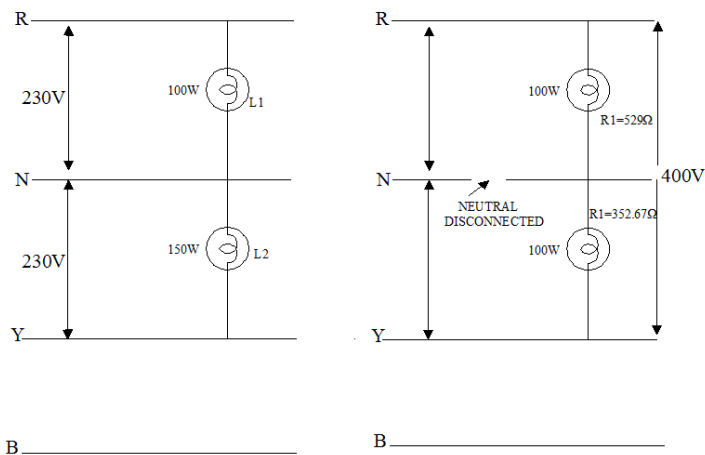 R
230V
100W
L1
N
230V
150W
L2
Y
B
R
100W
R1=529Ω
N
400V
NEUTRAL
DISCONNECTED
R1=352.67Ω
100W
Y
B